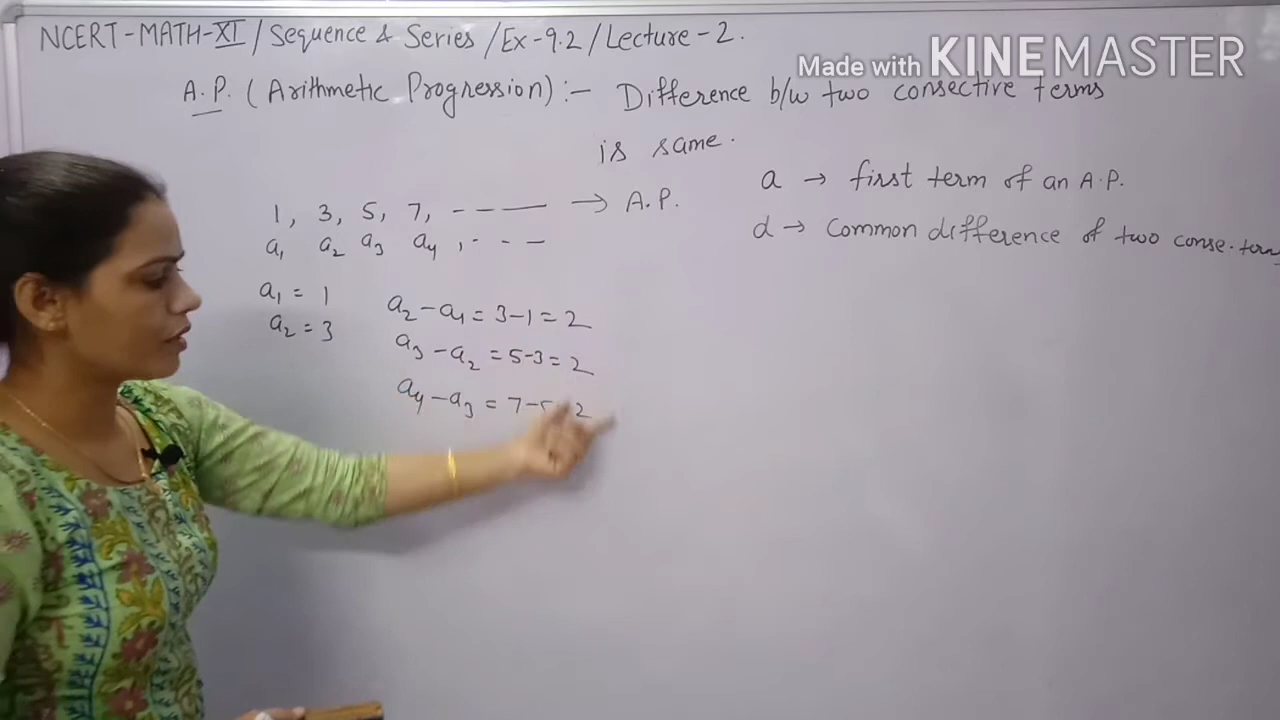 NCERT-MATH-XI / Sequence & Series / Ex-9.2 / Lecture-2.
Made with KINEMASTER
A.P. (Arithmetic Progression) :- Difference b/w two consective terms
is same.
a → first term of an A.P.
1, 3, 5, 7, - - — → A.P.
d → Common difference of two conse. term
a₁ a₂ a₃ a₄, - - -
a₁ = 1
a₂ = 3
a₂ - a₁ = 3-1 = 2
a₃ - a₂ = 5-3 = 2
a₄ - a₃ = 7-5 = 2